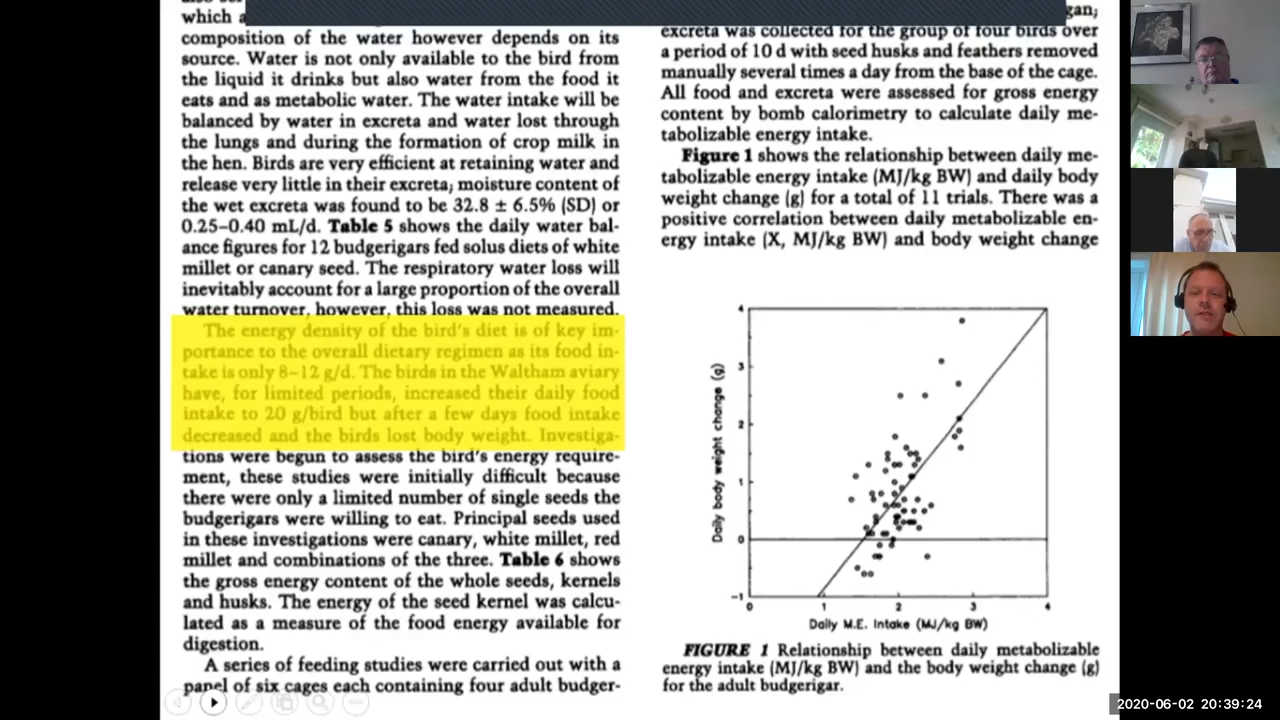 which a
composition of the water however depends on its
source. Water is not only available to the bird from
the liquid it drinks but also water from the food it
eats and as metabolic water. The water intake will be
balanced by water in excreta and water lost through
the lungs and during the formation of crop milk in
the hen. Birds are very efficient at retaining water and
release very little in their excreta; moisture content of
the wet excreta was found to be 32.8 ± 6.5% (SD) or
0.25–0.40 mL/d. Table 5 shows the daily water bal-
ance figures for 12 budgerigars fed solus diets of white
millet or canary seed. The respiratory water loss will
inevitably account for a large proportion of the overall
water turnover, however, this loss was not measured.
The energy density of the bird's diet is of key im-
portance to the overall dietary regimen as its food in-
take is only 8–12 g/d. The birds in the Waltham aviary
have, for limited periods, increased their daily food
intake to 20 g/bird but after a few days food intake
decreased and the birds lost body weight. Investiga-
tions were begun to assess the bird's energy require-
ment, these studies were initially difficult because
there were only a limited number of single seeds the
budgerigars were willing to eat. Principal seeds used
in these investigations were canary, white millet, red
millet and combinations of the three. Table 6 shows
the gross energy content of the whole seeds, kernels
and husks. The energy of the seed kernel was calcu-
lated as a measure of the food energy available for
digestion.
A series of feeding studies were carried out with a
panel of six cages each containing four adult budger-
gan;
excreta was collected for the group of four birds over
a period of 10 d with seed husks and feathers removed
manually several times a day from the base of the cage.
All food and excreta were assessed for gross energy
content by bomb calorimetry to calculate daily me-
tabolizable energy intake.
Figure 1 shows the relationship between daily me-
tabolizable energy intake (MJ/kg BW) and daily body
weight change (g) for a total of 11 trials. There was a
positive correlation between daily metabolizable en-
ergy intake (X, MJ/kg BW) and body weight change
4
3
2
1
0
-1
Daily body weight change (g)
0 1 2 3 4
Daily M.E. Intake (MJ/kg BW)
FIGURE 1 Relationship between daily metabolizable
energy intake (MJ/kg BW) and the body weight change (g)
for the adult budgerigar.
2020-06-02 20:39:24